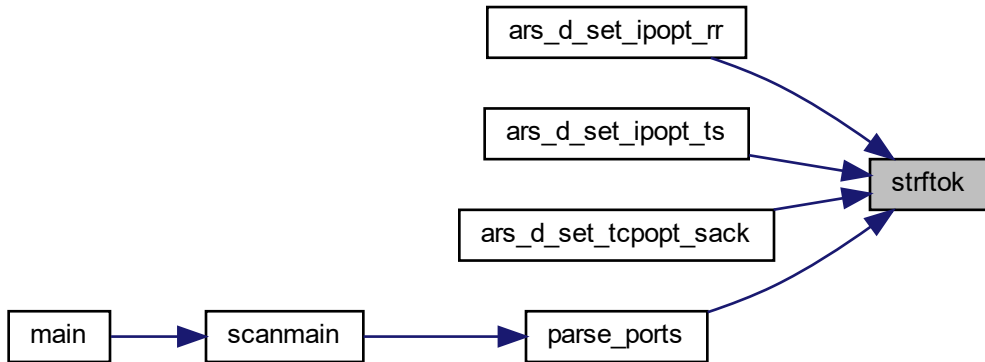 ars_d_set_ipopt_rr
ars_d_set_ipopt_ts
strftok
ars_d_set_tcpopt_sack
main
scanmain
parse_ports